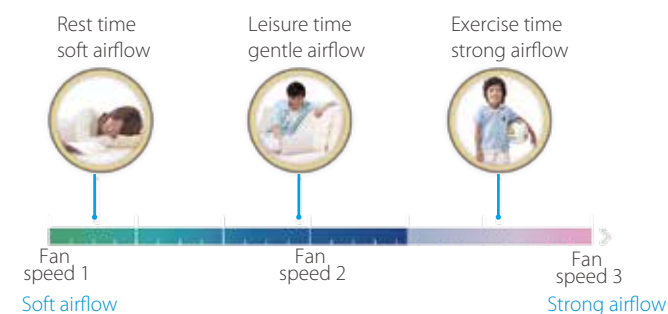 Rest time
soft airflow
Leisure time
gentle airflow
Exercise time
strong airflow
Fan
speed 1
Fan
speed 2
Fan
speed 3
Soft airflow
Strong airflow